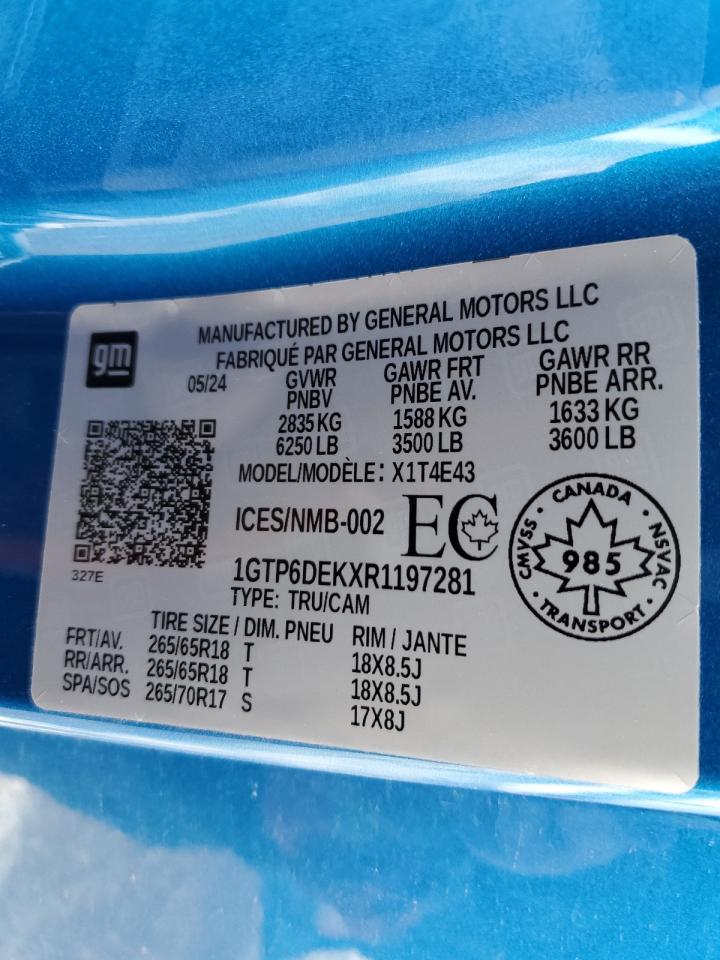 gm
MANUFACTURED BY GENERAL MOTORS LLC
FABRIQUÉ PAR GENERAL MOTORS LLC
05/24
GVWR GAWR FRT GAWR RR
PNBV PNBE AV. PNBE ARR.
2835 KG 1588 KG 1633 KG
6250 LB 3500 LB 3600 LB
MODEL/MODÈLE: X1T4E43
ICES/NMB-002 EC
327E
1GTP6DEKXR1197281
TYPE: TRU/CAM
CANADA
CMVSS 985 NSVAC
TRANSPORT
TIRE SIZE / DIM. PNEU RIM / JANTE
FRT/AV. 265/65R18 T 18X8.5J
RR/ARR. 265/65R18 T 18X8.5J
SPA/SOS 265/70R17 S 17X8J